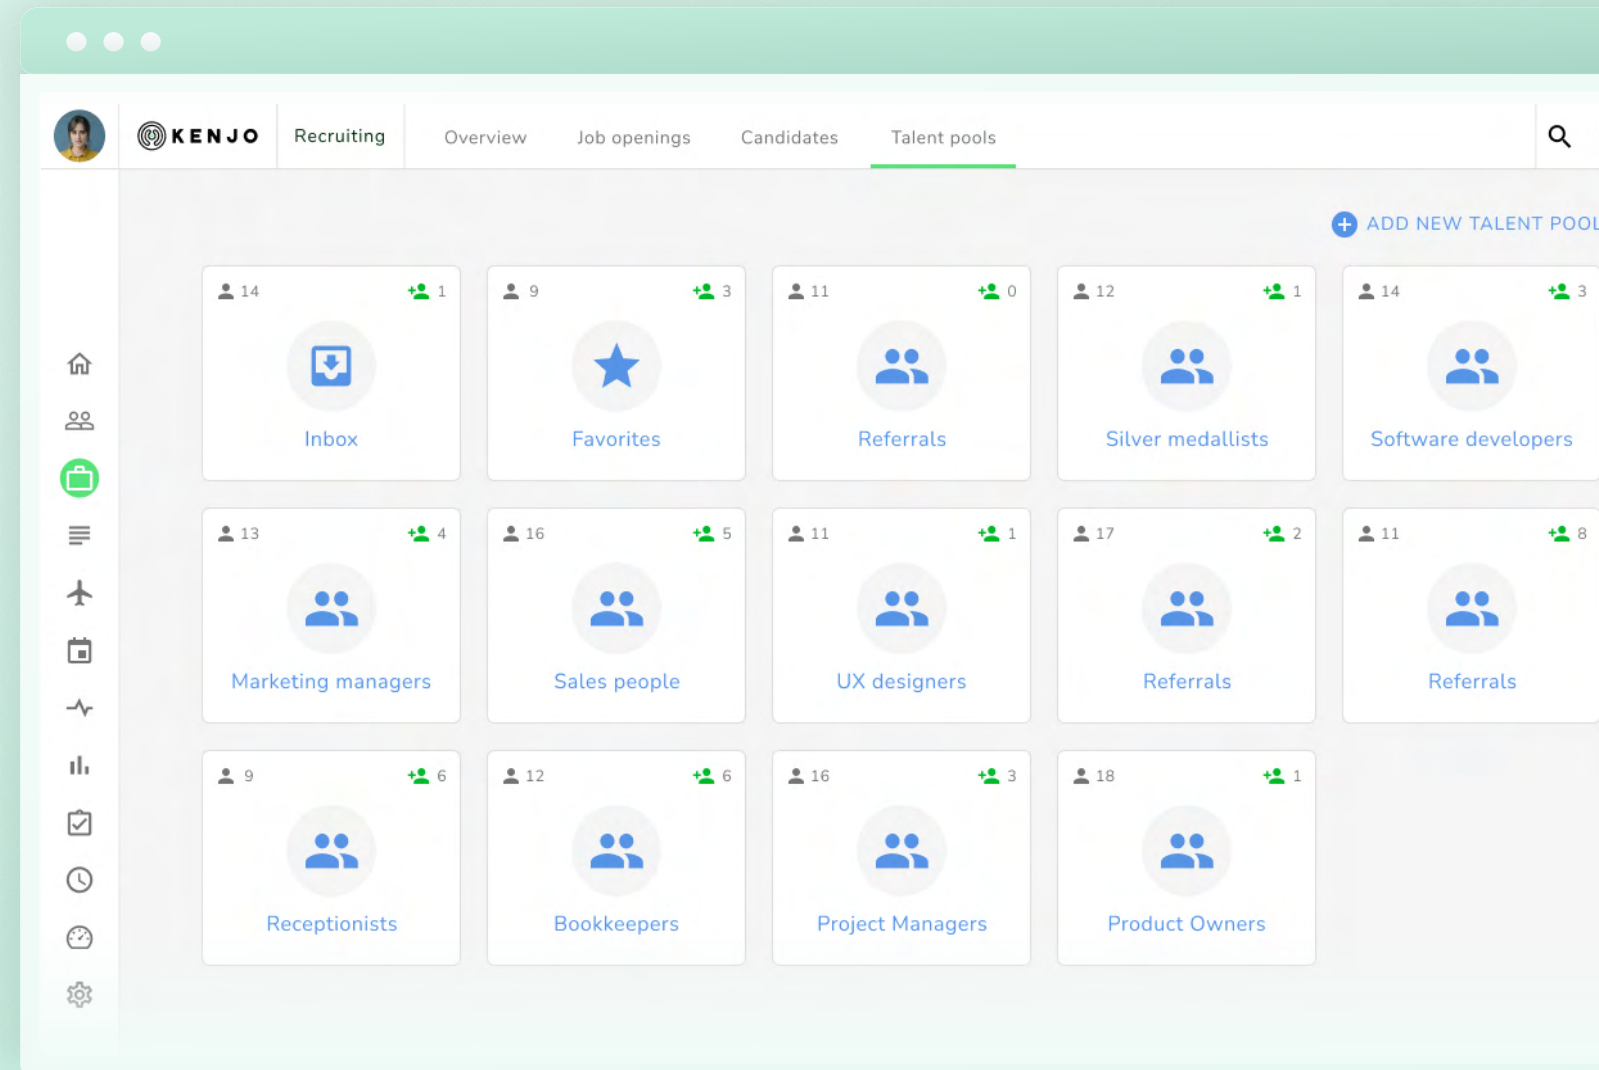 KENJO
Recruiting
Overview
Job openings
Candidates
Talent pools
ADD NEW TALENT POOL
14 1
Inbox
9 3
Favorites
11 0
Referrals
12 1
Silver medallists
14 3
Software developers
13 4
Marketing managers
16 5
Sales people
11 1
UX designers
17 2
Referrals
11 8
Referrals
9 6
Receptionists
12 6
Bookkeepers
16 3
Project Managers
18 1
Product Owners